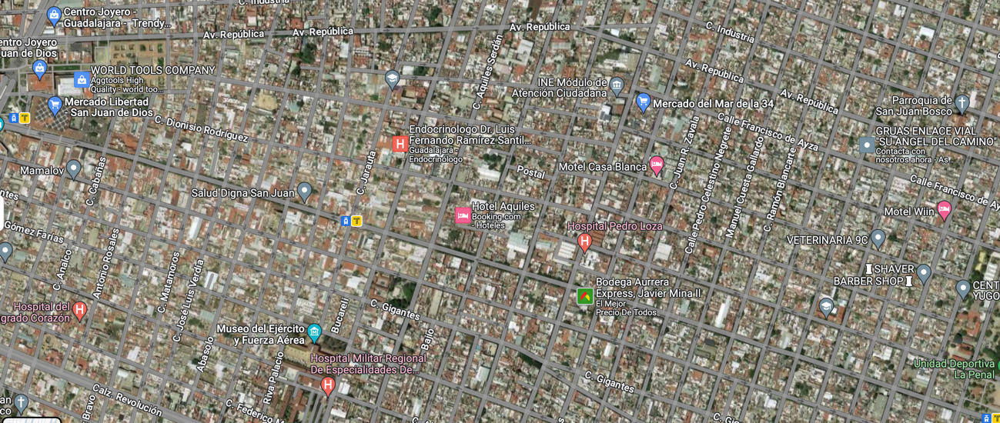 C. Industria
Centro Joyero -
Guadalajara - Trendy...
Av. República
Av. República
Av. República
C. Industria
entro Joyero
uan de Dios
C. Aquiles Serdán
WORLD TOOLS COMPANY
Aggtools High
Quality - world too...
Av. República
INE Módulo de
Atención Ciudadana
Mercado del Mar de la 34
Av. República
Parroquia de
San Juan Bosco
Mercado Libertad
- San Juan de Dios
C. Dionisio Rodríguez
Calle Francisco de Ayza
Endocrinologo Dr. Luis
Fernando Ramirez Santil...
Guadalajara
Endocrinólogo
GRUAS ENLACE VIAL
"SU ANGEL DEL CAMINO"
Contacta con
nosotros ahora · Asi...
Mamalov
C. Cabañas
C. Jarauta
Postal
Motel Casa Blanca
C. Juan R. Zavala
Salud Digna San Juan
Calle Francisco de Ay
Calle Pedro Celestino Negrete
Manuel Cuesta Gallardo
C. Ramón Blancarte
Hotel Aquiles
Booking.com
- Hoteles
Motel Wiin
Hospital Pedro Loza
Gómez Farías
VETERINARIA 9C
C. Analco
Antonio Rosales
C. Matamoros
C. José Luis Verdía
SHAVER
BARBER SHOP
Bodega Aurrera
Express, Javier Mina II
El Mejor
Precio De Todos
CENT
YUGO
Hospital del
grado Corazón
C. Gigantes
Bucareli
Museo del Ejército
y Fuerza Aérea
Bajío
Abasolo
Riva Palacio
Hospital Militar Regional
De Especialidades De...
Unidad Deportiva
La Penal
C. Gigantes
Calz. Revolución
Bravo
C. Federico M
an
co